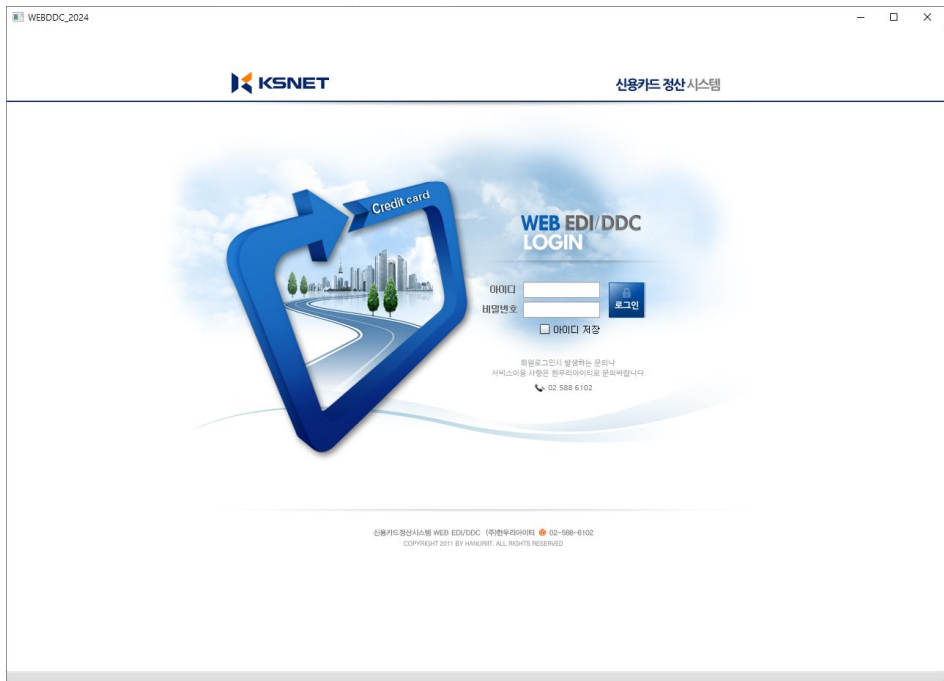 WEBDDC_2024
KSNET
신용카드 정산 시스템
Credit card
WEB EDI/DDC
LOGIN
아이디
비밀번호
로그인
아이디 저장
회원로그인시 발생하는 문의나
서비스이용 사항은 한우리아이티로 문의바랍니다.
02 588 6102
신용카드정산시스템 WEB EDI/DDC (주)한우리아이티 02-588-6102
COPYRIGHT 2011 BY HANURIIT. ALL RIGHTS RESERVED